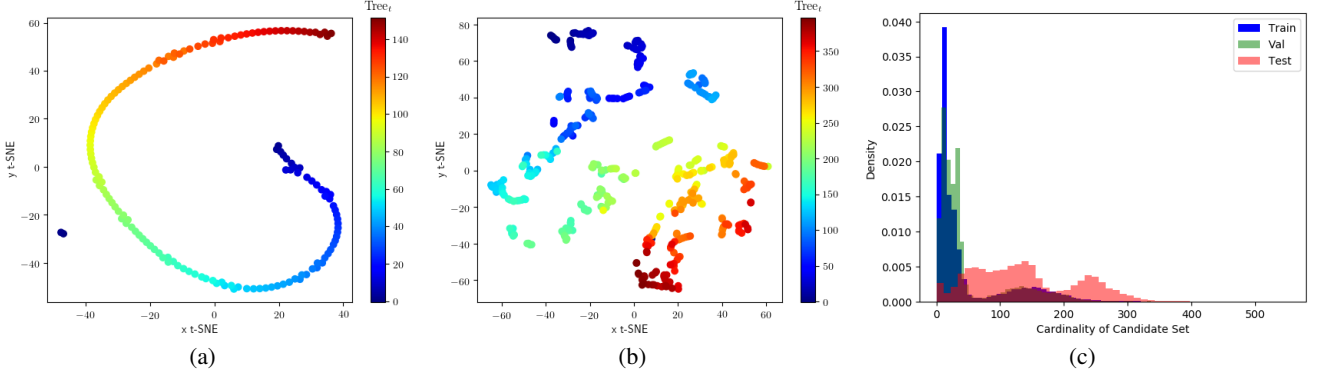 Tree_t
60
40
20
0
−20
−40
y t-SNE
−40 −20 0 20 40
x t-SNE
140
120
100
80
60
40
20
0
(a)
Tree_t
80
60
40
20
0
−20
−40
−60
y t-SNE
−60 −40 −20 0 20 40 60
x t-SNE
350
300
250
200
150
100
50
0
(b)
0.040
0.035
0.030
0.025
0.020
0.015
0.010
0.005
0.000
Density
Train
Val
Test
0 100 200 300 400 500
Cardinality of Candidate Set
(c)